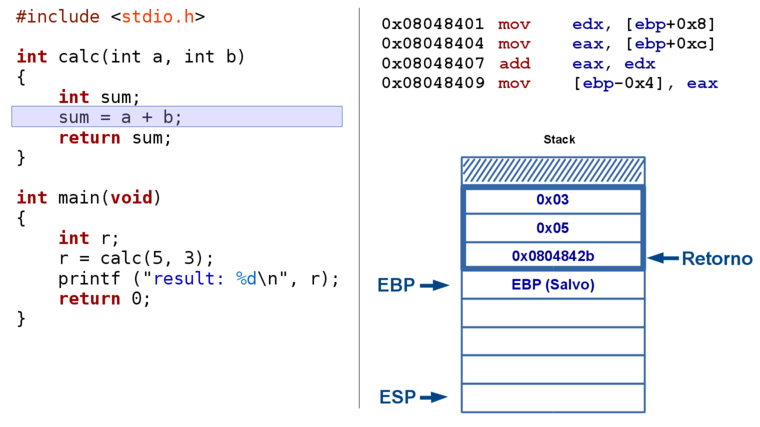 #include <stdio.h>
int calc(int a, int b)
{
int sum;
sum = a + b;
return sum;
}
int main(void)
{
int r;
r = calc(5, 3);
printf ("result: %d\n", r);
return 0;
}
0x08048401 mov edx, [ebp+0x8]
0x08048404 mov eax, [ebp+0xc]
0x08048407 add eax, edx
0x08048409 mov [ebp-0x4], eax
Stack
0x03
0x05
0x0804842b
Retorno
EBP
EBP (Salvo)
ESP